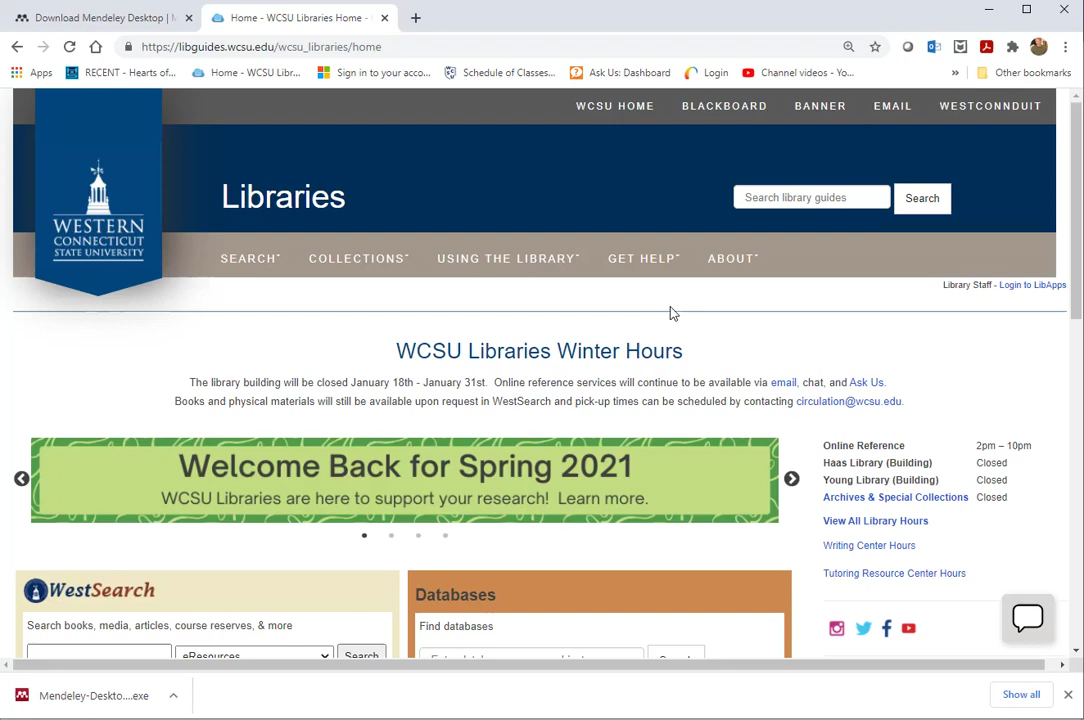 Download Mendeley Desktop | M
Home - WCSU Libraries Home -
https://libguides.wcsu.edu/wcsu_libraries/home
Apps
RECENT - Hearts of...
Home - WCSU Libr...
Sign in to your acco...
Schedule of Classes...
Ask Us: Dashboard
Login
Channel videos - Yo...
»
Other bookmarks
WCSU HOME
BLACKBOARD
BANNER
EMAIL
WESTCONNDUIT
WESTERN
CONNECTICUT
STATE UNIVERSITY
Libraries
Search library guides
Search
SEARCH
COLLECTIONS
USING THE LIBRARY
GET HELP
ABOUT
Library Staff - Login to LibApps
WCSU Libraries Winter Hours
The library building will be closed January 18th - January 31st. Online reference services will continue to be available via email, chat, and Ask Us.
Books and physical materials will still be available upon request in WestSearch and pick-up times can be scheduled by contacting circulation@wcsu.edu.
Welcome Back for Spring 2021
WCSU Libraries are here to support your research! Learn more.
Online Reference 2pm – 10pm
Haas Library (Building) Closed
Young Library (Building) Closed
Archives & Special Collections Closed
View All Library Hours
Writing Center Hours
Tutoring Resource Center Hours
WestSearch
Search books, media, articles, course reserves, & more
eResources
Search
Databases
Find databases
Mendeley-Deskto....exe
Show all